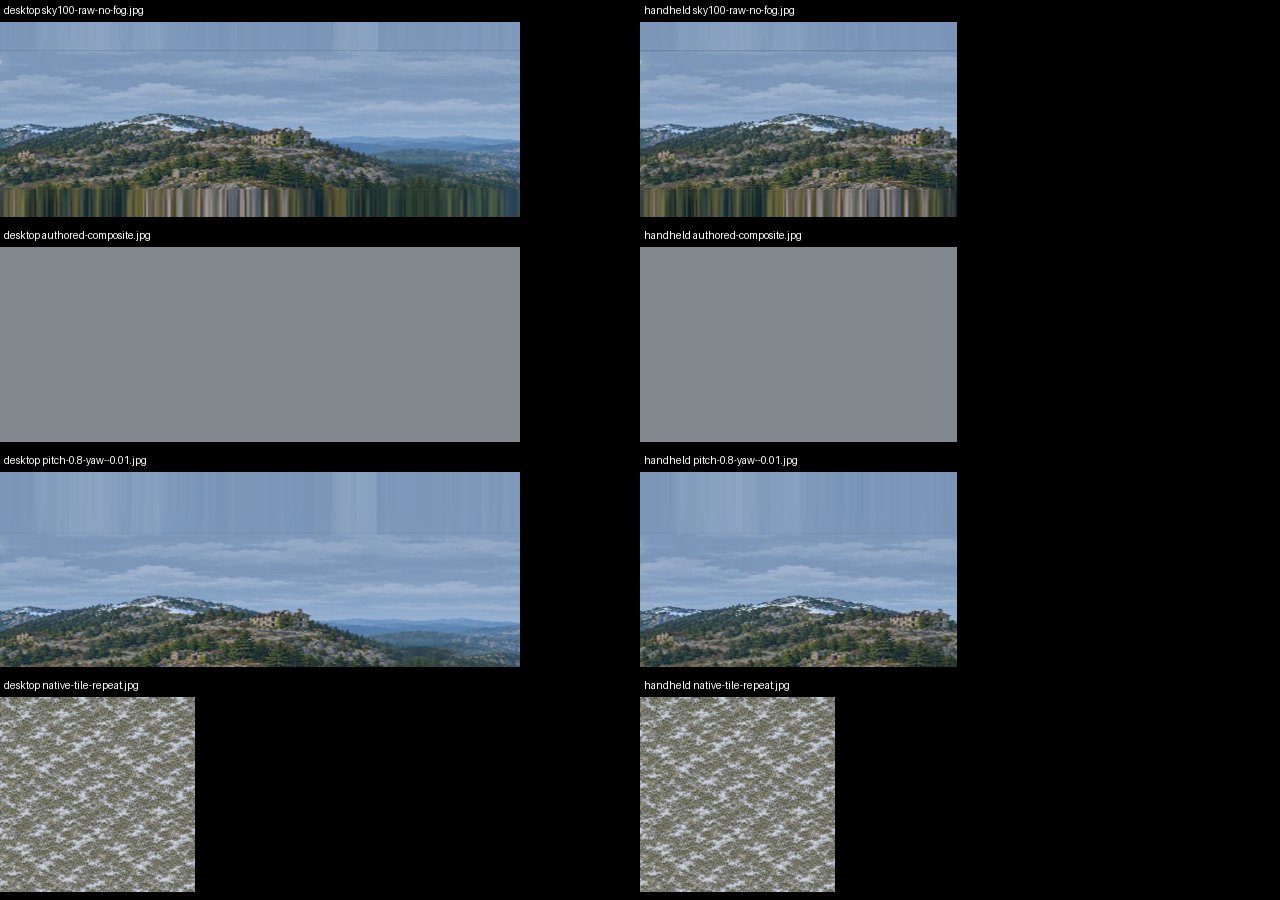 desktop sky100-raw-no-fog.jpg
handheld sky100-raw-no-fog.jpg
desktop authored-composite.jpg
handheld authored-composite.jpg
desktop pitch-0.8-yaw--0.01.jpg
handheld pitch-0.8-yaw--0.01.jpg
desktop native-tile-repeat.jpg
handheld native-tile-repeat.jpg